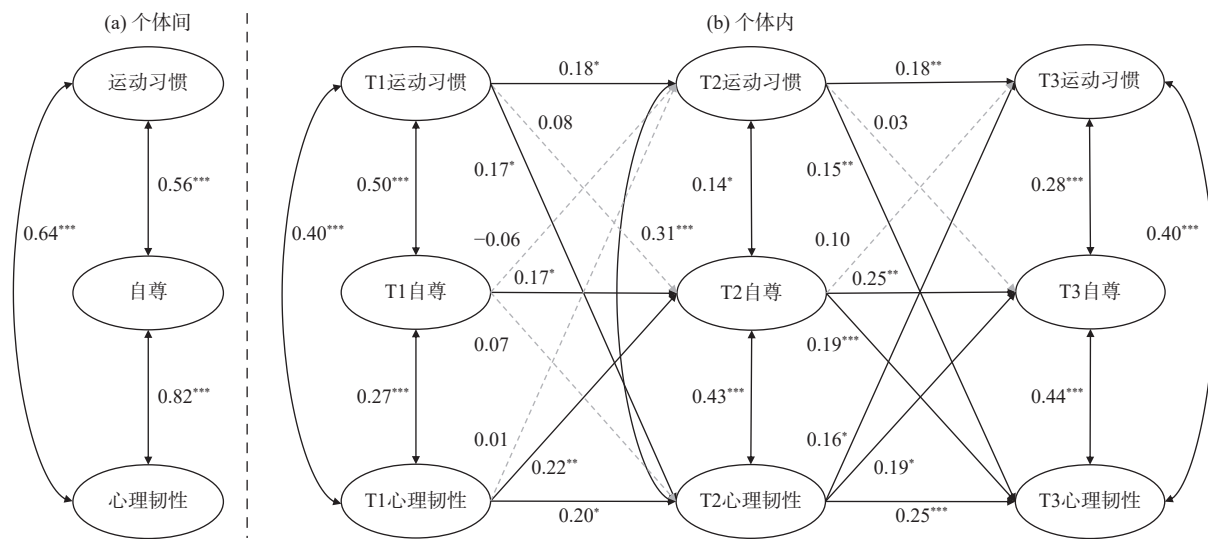 (a) 个体间
(b) 个体内
运动习惯
T1运动习惯
0.18*
T2运动习惯
0.18**
T3运动习惯
0.08
0.03
0.17*
0.15**
0.56***
0.50***
0.14*
0.28***
0.64***
0.40***
−0.06
0.31***
0.10
0.40***
0.17*
0.25**
自尊
T1自尊
T2自尊
T3自尊
0.07
0.19***
0.82***
0.27***
0.43***
0.44***
0.01
0.16*
0.22**
0.19*
心理韧性
T1心理韧性
T2心理韧性
T3心理韧性
0.20*
0.25***